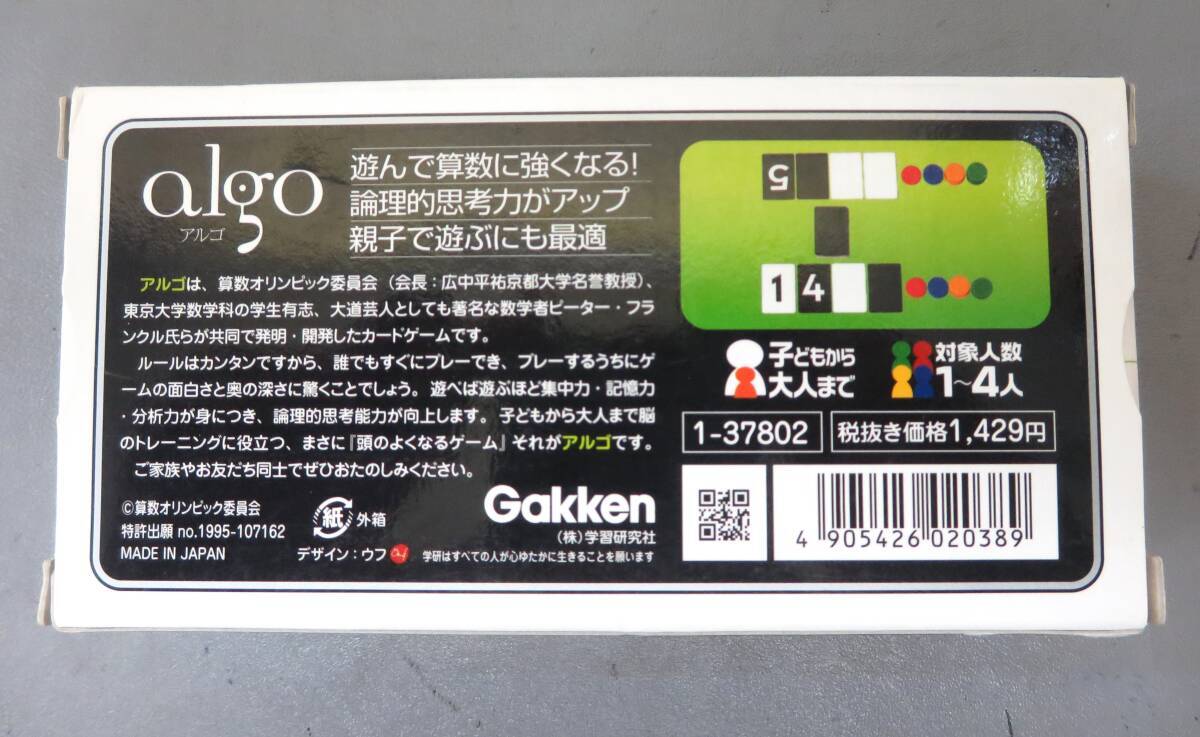 algo
アルゴ
遊んで算数に強くなる!
論理的思考力がアップ
親子で遊ぶにも最適
アルゴは、算数オリンピック委員会（会長：広中平祐京都大学名誉教授）、
東京大学数学科の学生有志、大道芸人としても著名な数学者ピーター・フラ
ンクル氏らが共同で発明・開発したカードゲームです。
ルールはカンタンですから、誰でもすぐにプレーでき、プレーするうちにゲ
ームの面白さと奥の深さに驚くことでしょう。遊べば遊ぶほど集中力・記憶力
・分析力が身につき、論理的思考能力が向上します。子どもから大人まで脳
のトレーニングに役立つ、まさに『頭のよくなるゲーム』それがアルゴです。
ご家族やお友だち同士でぜひおたのしみください。
©算数オリンピック委員会
特許出願 no.1995-107162
MADE IN JAPAN
紙 外箱
デザイン：ウフ
Gakken
(株)学習研究社
学研はすべての人が心ゆたかに生きることを願います
5
1 4
子どもから
大人まで
対象人数
1~4人
1-37802
税抜き価格1,429円
4 905426 020389